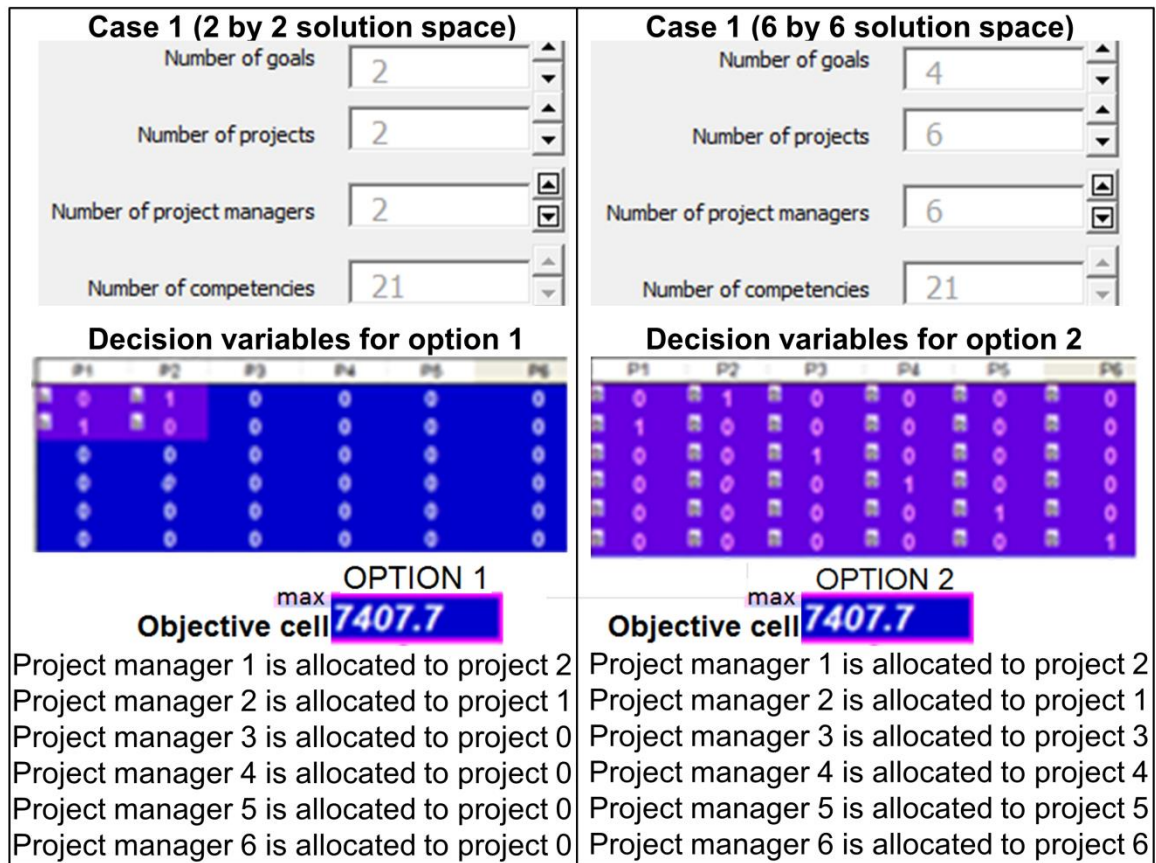 Case 1 (2 by 2 solution space)
Number of goals 2
Number of projects 2
Number of project managers 2
Number of competencies 21
Decision variables for option 1
P1 P2 P3 P4 P5 P6
0 1 0 0 0 0
1 0 0 0 0 0
0 0 0 0 0 0
0 0 0 0 0 0
0 0 0 0 0 0
0 0 0 0 0 0
OPTION 1
max
Objective cell 7407.7
Project manager 1 is allocated to project 2
Project manager 2 is allocated to project 1
Project manager 3 is allocated to project 0
Project manager 4 is allocated to project 0
Project manager 5 is allocated to project 0
Project manager 6 is allocated to project 0
Case 1 (6 by 6 solution space)
Number of goals 4
Number of projects 6
Number of project managers 6
Number of competencies 21
Decision variables for option 2
P1 P2 P3 P4 P5 P6
0 1 0 0 0 0
1 0 0 0 0 0
0 0 1 0 0 0
0 0 0 1 0 0
0 0 0 0 1 0
0 0 0 0 0 1
OPTION 2
max
Objective cell 7407.7
Project manager 1 is allocated to project 2
Project manager 2 is allocated to project 1
Project manager 3 is allocated to project 3
Project manager 4 is allocated to project 4
Project manager 5 is allocated to project 5
Project manager 6 is allocated to project 6